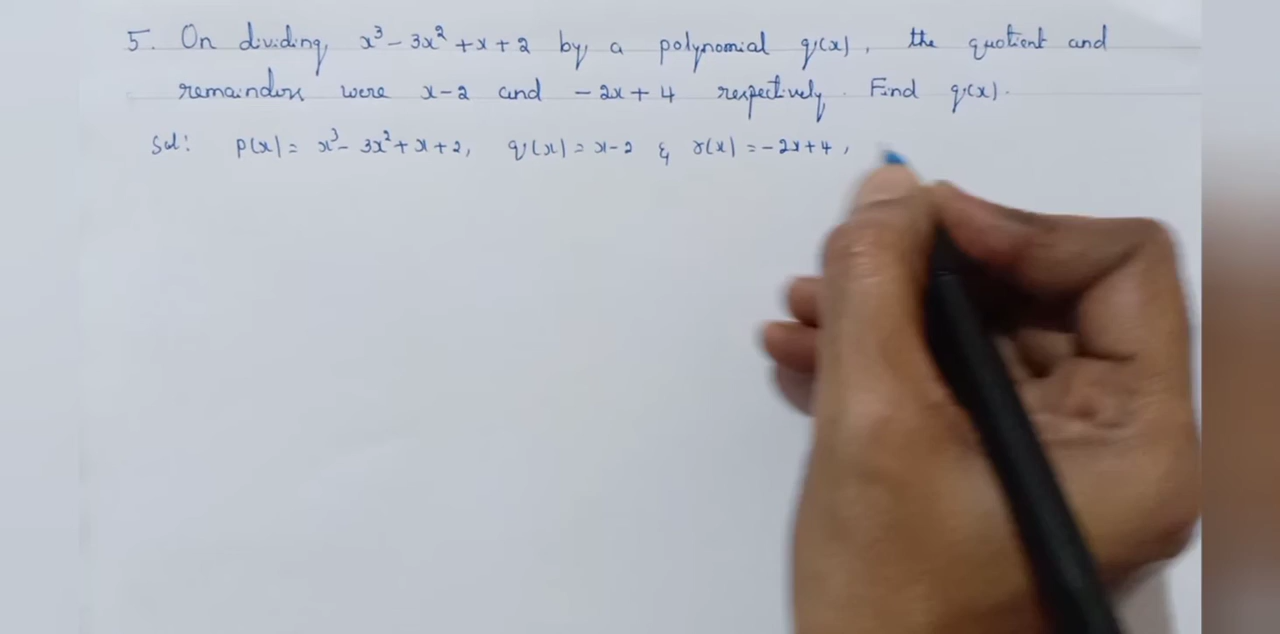 5. On dividing x³ - 3x² + x + 2 by a polynomial g(x), the quotient and
remainders were x - 2 and - 2x + 4 respectively. Find g(x).
Sol: p(x) = x³ - 3x² + x + 2, q(x) = x - 2 & r(x) = - 2x + 4,